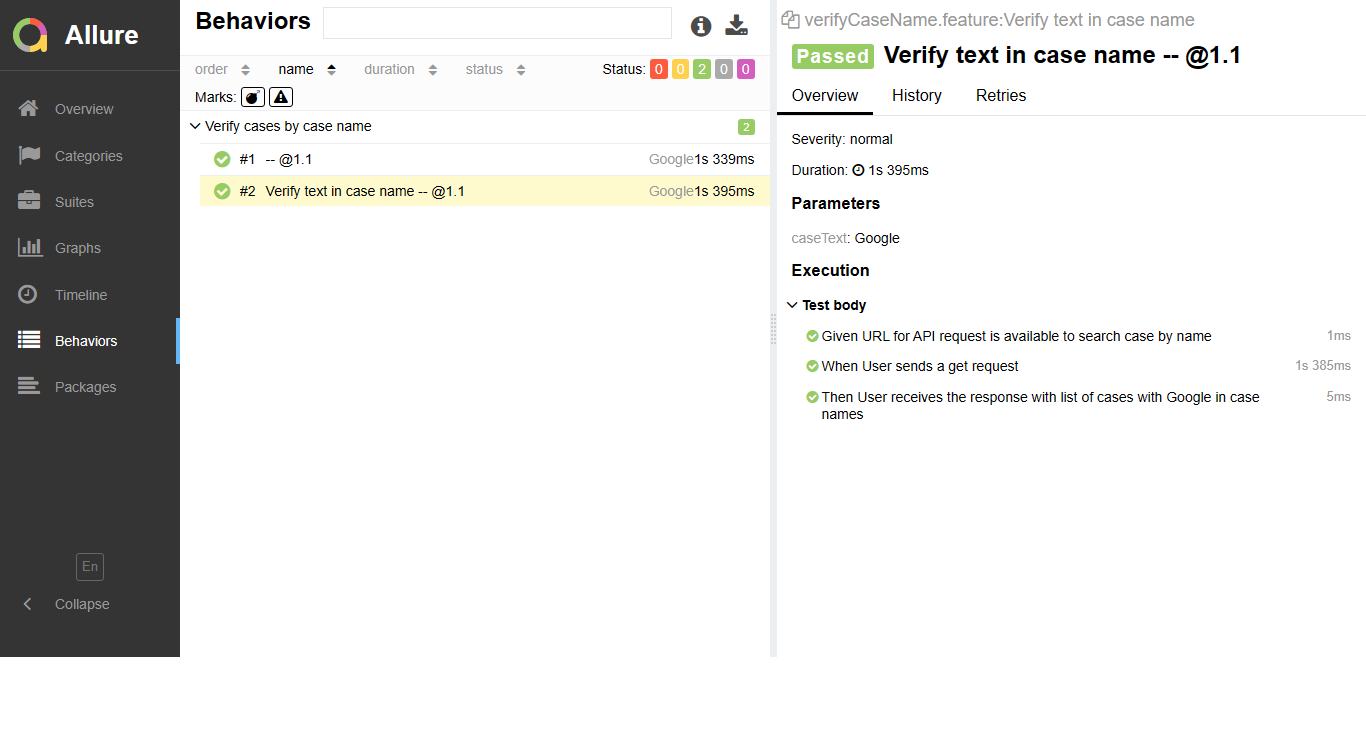 Allure
Overview
Categories
Suites
Graphs
Timeline
Behaviors
Packages
En
Collapse
Behaviors
order name duration status Status: 0 0 2 0 0
Marks:
Verify cases by case name 2
#1 -- @1.1 Google1s 339ms
#2 Verify text in case name -- @1.1 Google1s 395ms
verifyCaseName.feature:Verify text in case name
Passed Verify text in case name -- @1.1
Overview History Retries
Severity: normal
Duration: 1s 395ms
Parameters
caseText: Google
Execution
Test body
Given URL for API request is available to search case by name 1ms
When User sends a get request 1s 385ms
Then User receives the response with list of cases with Google in case 5ms
names